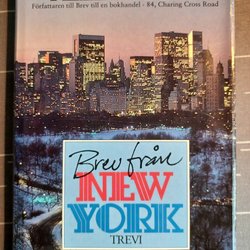 Författaren till Brev till en bokhandel - 84, Charing Cross Road
Brev från
NEW
YORK
TREVI